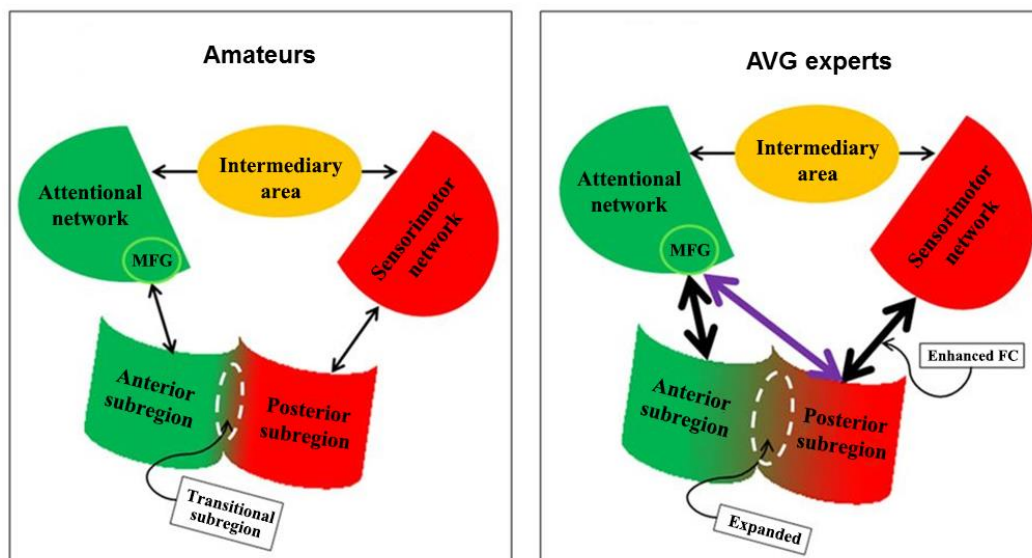 Amateurs
Intermediary
area
Attentional
network
MFG
Sensorimotor
network
Anterior
subregion
Posterior
subregion
Transitional
subregion
AVG experts
Intermediary
area
Attentional
network
MFG
Sensorimotor
network
Enhanced FC
Anterior
subregion
Posterior
subregion
Expanded